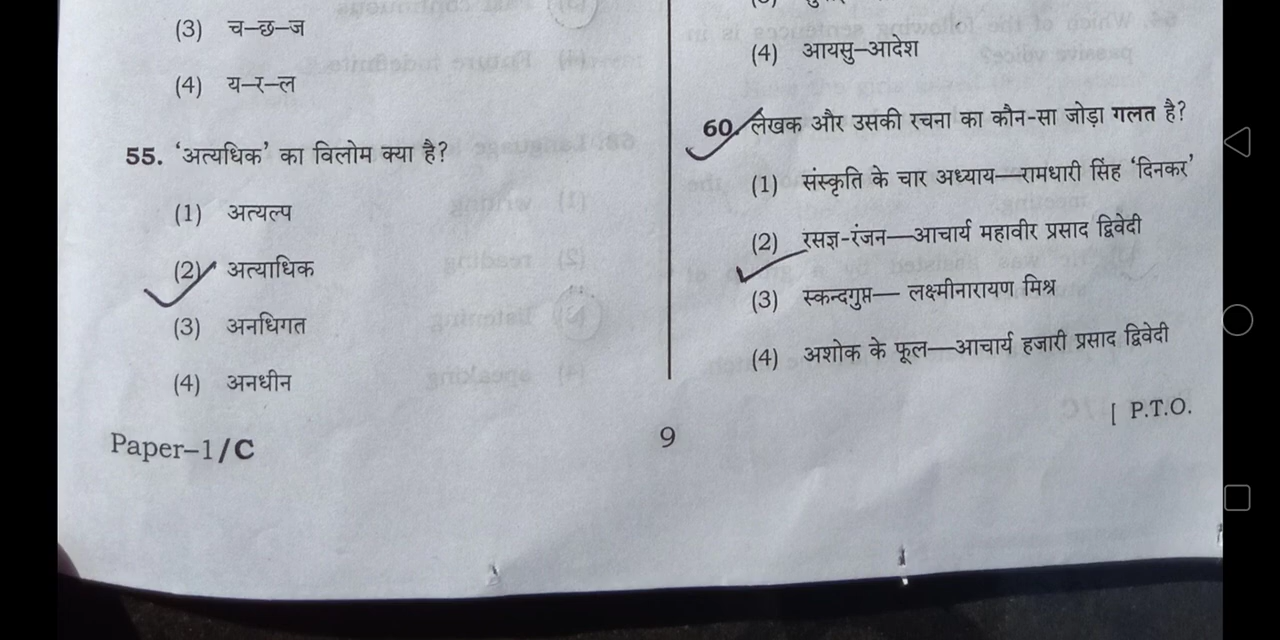 (3) च–छ–ज
(4) य–र–ल
55. ‘अत्यधिक’ का विलोम क्या है?
(1) अत्यल्प
(2) अत्याधिक
(3) अनधिगत
(4) अनधीन
Paper–1/C
(4) आयसु–आदेश
60. लेखक और उसकी रचना का कौन-सा जोड़ा गलत है?
(1) संस्कृति के चार अध्याय—रामधारी सिंह ‘दिनकर’
(2) रसज्ञ-रंजन—आचार्य महावीर प्रसाद द्विवेदी
(3) स्कन्दगुप्त— लक्ष्मीनारायण मिश्र
(4) अशोक के फूल—आचार्य हजारी प्रसाद द्विवेदी
9
[ P.T.O.